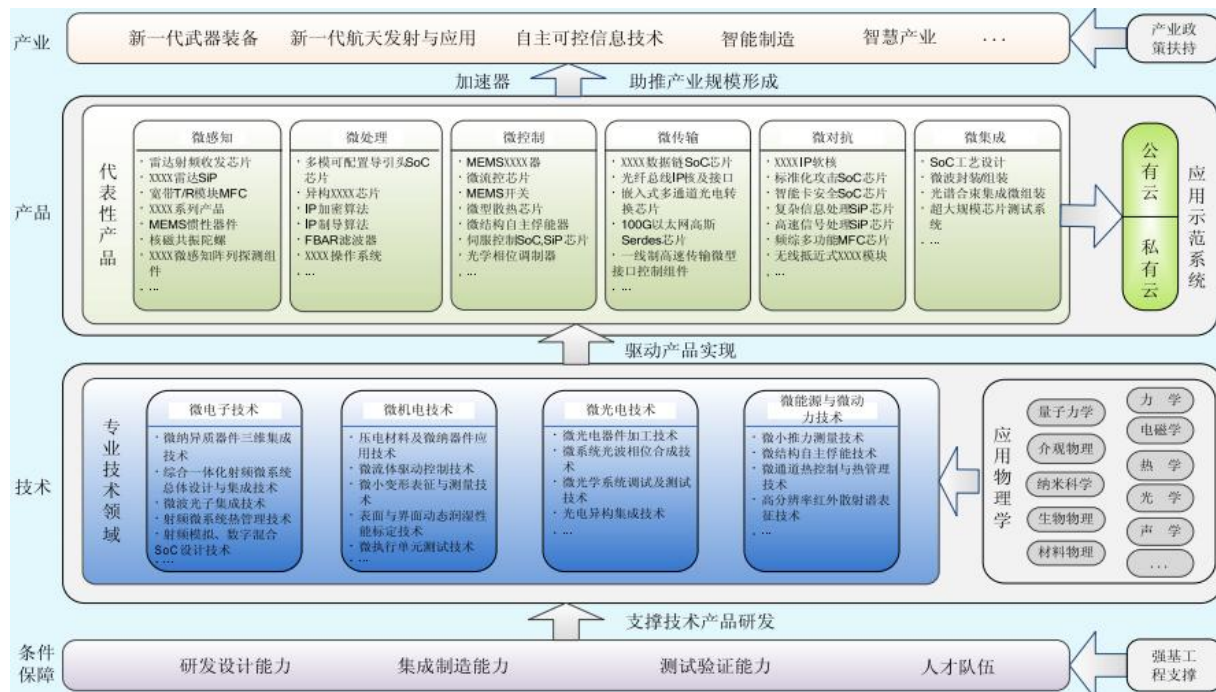 产业
新一代武器装备 新一代航天发射与应用 自主可控信息技术 智能制造 智慧产业 ...
产业政
策扶持
加速器 助推产业规模形成
产品
代表性产品
微感知
· 雷达射频收发芯片
· XXXX雷达SiP
· 宽带T/R模块MFC
· XXXX系列产品
· MEMS惯性器件
· 核磁共振陀螺
· XXXX微感知阵列探测组
件
· ...
微处理
· 多模可配置导引头SoC
芯片
· 异构XXXX芯片
· IP加密算法
· IP制导算法
· FBAR滤波器
· XXXX操作系统
· ...
微控制
· MEMSXXXX器
· 微流控芯片
· MEMS开关
· 微型散热芯片
· 微结构自主俘能器
· 伺服控制SoC,SiP芯片
· 光学相位调制器
· ...
微传输
· XXXX数据链SoC芯片
· 光纤总线IP核及接口
· 嵌入式多通道光电转
换芯片
· 100G以太网高斯
Serdes芯片
· 一线制高速传输微型
接口控制组件
· ...
微对抗
· XXXXIP软核
· 标准化攻击SoC芯片
· 智能卡安全SoC芯片
· 复杂信息处理SiP芯片
· 高速信号处理SiP芯片
· 频综多功能MFC芯片
· 无线抵近式XXXX模块
· ...
微集成
· SoC工艺设计
· 微波封装/组装
· 光谱合束集成微组装
· 超大规模芯片测试系
统
· ...
公有云
私有云
应用示范系统
驱动产品实现
技术
专业技术领域
微电子技术
· 微纳异质器件三维集成
技术
· 综合一体化射频微系统
总体设计与集成技术
· 微波光子集成技术
· 射频微系统热管理技术
· 射频模拟、数字混合
SoC设计技术
· ...
微机电技术
· 压电材料及微纳器件应
用技术
· 微流体驱动控制技术
· 微小变形表征与测量技
术
· 表面与界面动态润湿性
能标定技术
· 微执行单元测试技术
· ...
微光电技术
· 微光电器件加工技术
· 微系统光波相位合成技
术
· 微光学系统调试及测试
技术
· 光电异构集成技术
· ...
微能源与微动
力技术
· 微小推力测量技术
· 微结构自主俘能技术
· 微通道热控制与热管理
技术
· 高分辨率红外散射谱表
征技术
· ...
应用物理学
量子力学
介观物理
纳米科学
生物物理
材料物理
力 学
电磁学
热 学
光 学
声 学
...
支撑技术产品研发
条件
保障
研发设计能力 集成制造能力 测试验证能力 人才队伍
强基工
程支撑